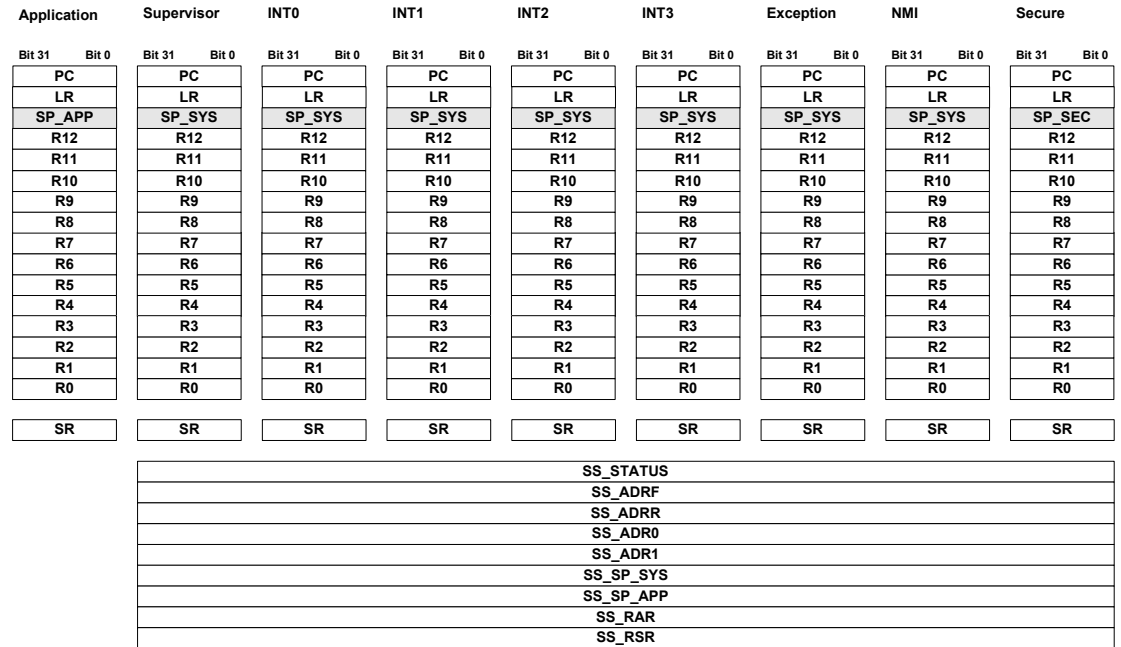 Application Supervisor INT0 INT1 INT2 INT3 Exception NMI Secure
Bit 31 Bit 0 Bit 31 Bit 0 Bit 31 Bit 0 Bit 31 Bit 0 Bit 31 Bit 0 Bit 31 Bit 0 Bit 31 Bit 0 Bit 31 Bit 0 Bit 31 Bit 0
PC PC PC PC PC PC PC PC PC
LR LR LR LR LR LR LR LR LR
SP_APP SP_SYS SP_SYS SP_SYS SP_SYS SP_SYS SP_SYS SP_SYS SP_SEC
R12 R12 R12 R12 R12 R12 R12 R12 R12
R11 R11 R11 R11 R11 R11 R11 R11 R11
R10 R10 R10 R10 R10 R10 R10 R10 R10
R9 R9 R9 R9 R9 R9 R9 R9 R9
R8 R8 R8 R8 R8 R8 R8 R8 R8
R7 R7 R7 R7 R7 R7 R7 R7 R7
R6 R6 R6 R6 R6 R6 R6 R6 R6
R5 R5 R5 R5 R5 R5 R5 R5 R5
R4 R4 R4 R4 R4 R4 R4 R4 R4
R3 R3 R3 R3 R3 R3 R3 R3 R3
R2 R2 R2 R2 R2 R2 R2 R2 R2
R1 R1 R1 R1 R1 R1 R1 R1 R1
R0 R0 R0 R0 R0 R0 R0 R0 R0
SR SR SR SR SR SR SR SR SR
SS_STATUS
SS_ADRF
SS_ADRR
SS_ADR0
SS_ADR1
SS_SP_SYS
SS_SP_APP
SS_RAR
SS_RSR